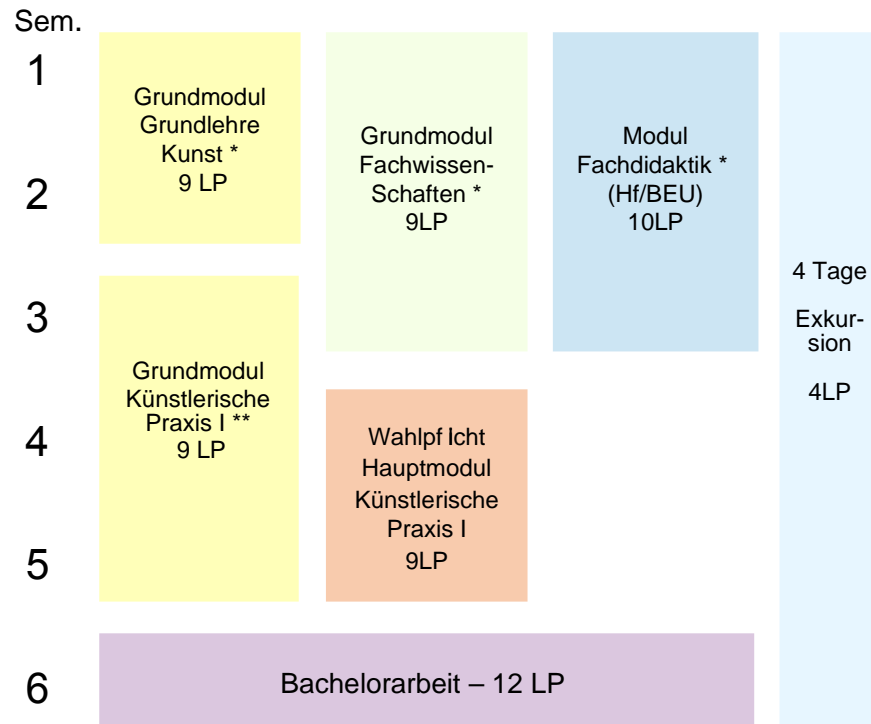 Sem.
1
2
3
4
5
6
Grundmodul
Grundlehre
Kunst *
9 LP
Grundmodul
Künstlerische
Praxis I **
9 LP
Grundmodul
Fachwissen-
Schaften *
9LP
Wahlpf Icht
Hauptmodul
Künstlerische
Praxis I
9LP
Modul
Fachdidaktik *
(Hf/BEU)
10LP
4 Tage
Exkur-
sion
4LP
Bachelorarbeit – 12 LP